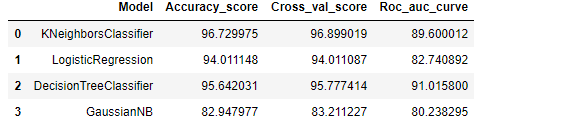 Model Accuracy_score Cross_val_score Roc_auc_curve
0 KNeighborsClassifier 96.729975 96.899019 89.600012
1 LogisticRegression 94.011148 94.011087 82.740892
2 DecisionTreeClassifier 95.642031 95.777414 91.015800
3 GaussianNB 82.947977 83.211227 80.238295